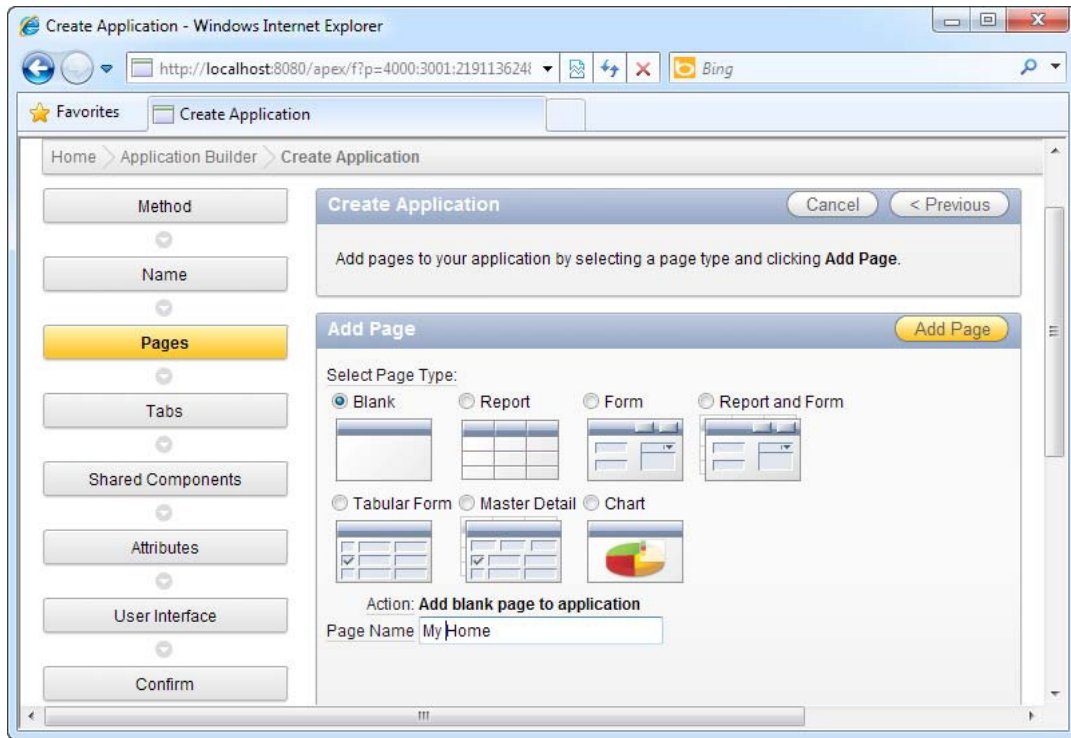 Create Application - Windows Internet Explorer
http://localhost:8080/apex/f?p=4000:3001:2191136248
Bing
Favorites
Create Application
Home Application Builder Create Application
Method
Name
Pages
Tabs
Shared Components
Attributes
User Interface
Confirm
Create Application
Cancel
< Previous
Add pages to your application by selecting a page type and clicking Add Page.
Add Page
Add Page
Select Page Type:
Blank Report Form Report and Form
Tabular Form Master Detail Chart
Action: Add blank page to application
Page Name My Home